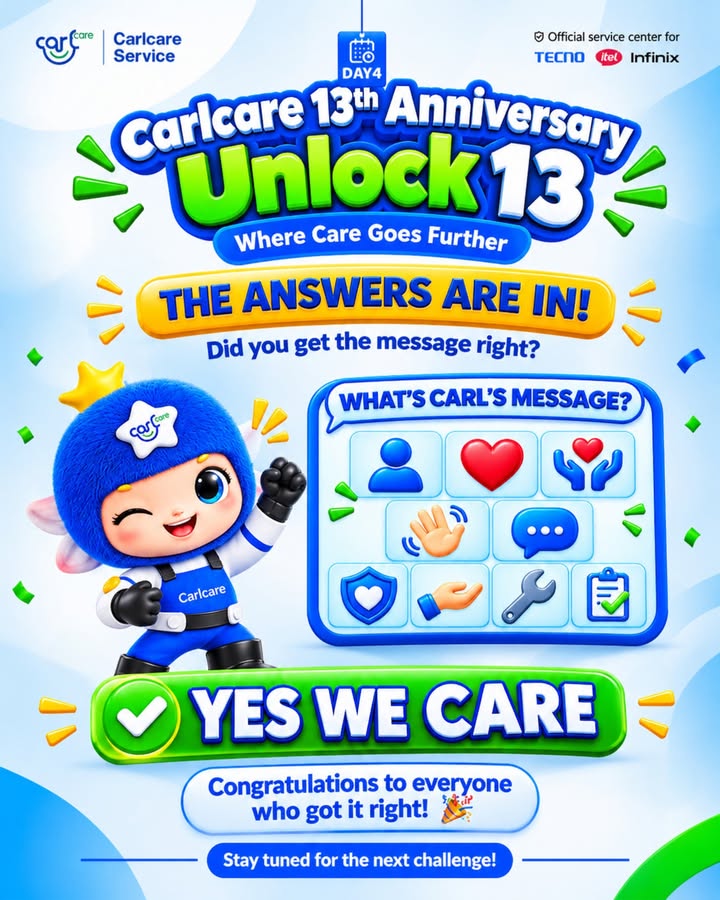 carlcare
Carlcare
Service
DAY4
Official service center for
TECNO itel Infinix
Carlcare 13th Anniversary
Unlock 13
Where Care Goes Further
THE ANSWERS ARE IN!
Did you get the message right?
WHAT'S CARL'S MESSAGE?
carlcare
Carlcare
YES WE CARE
Congratulations to everyone
who got it right!
Stay tuned for the next challenge!